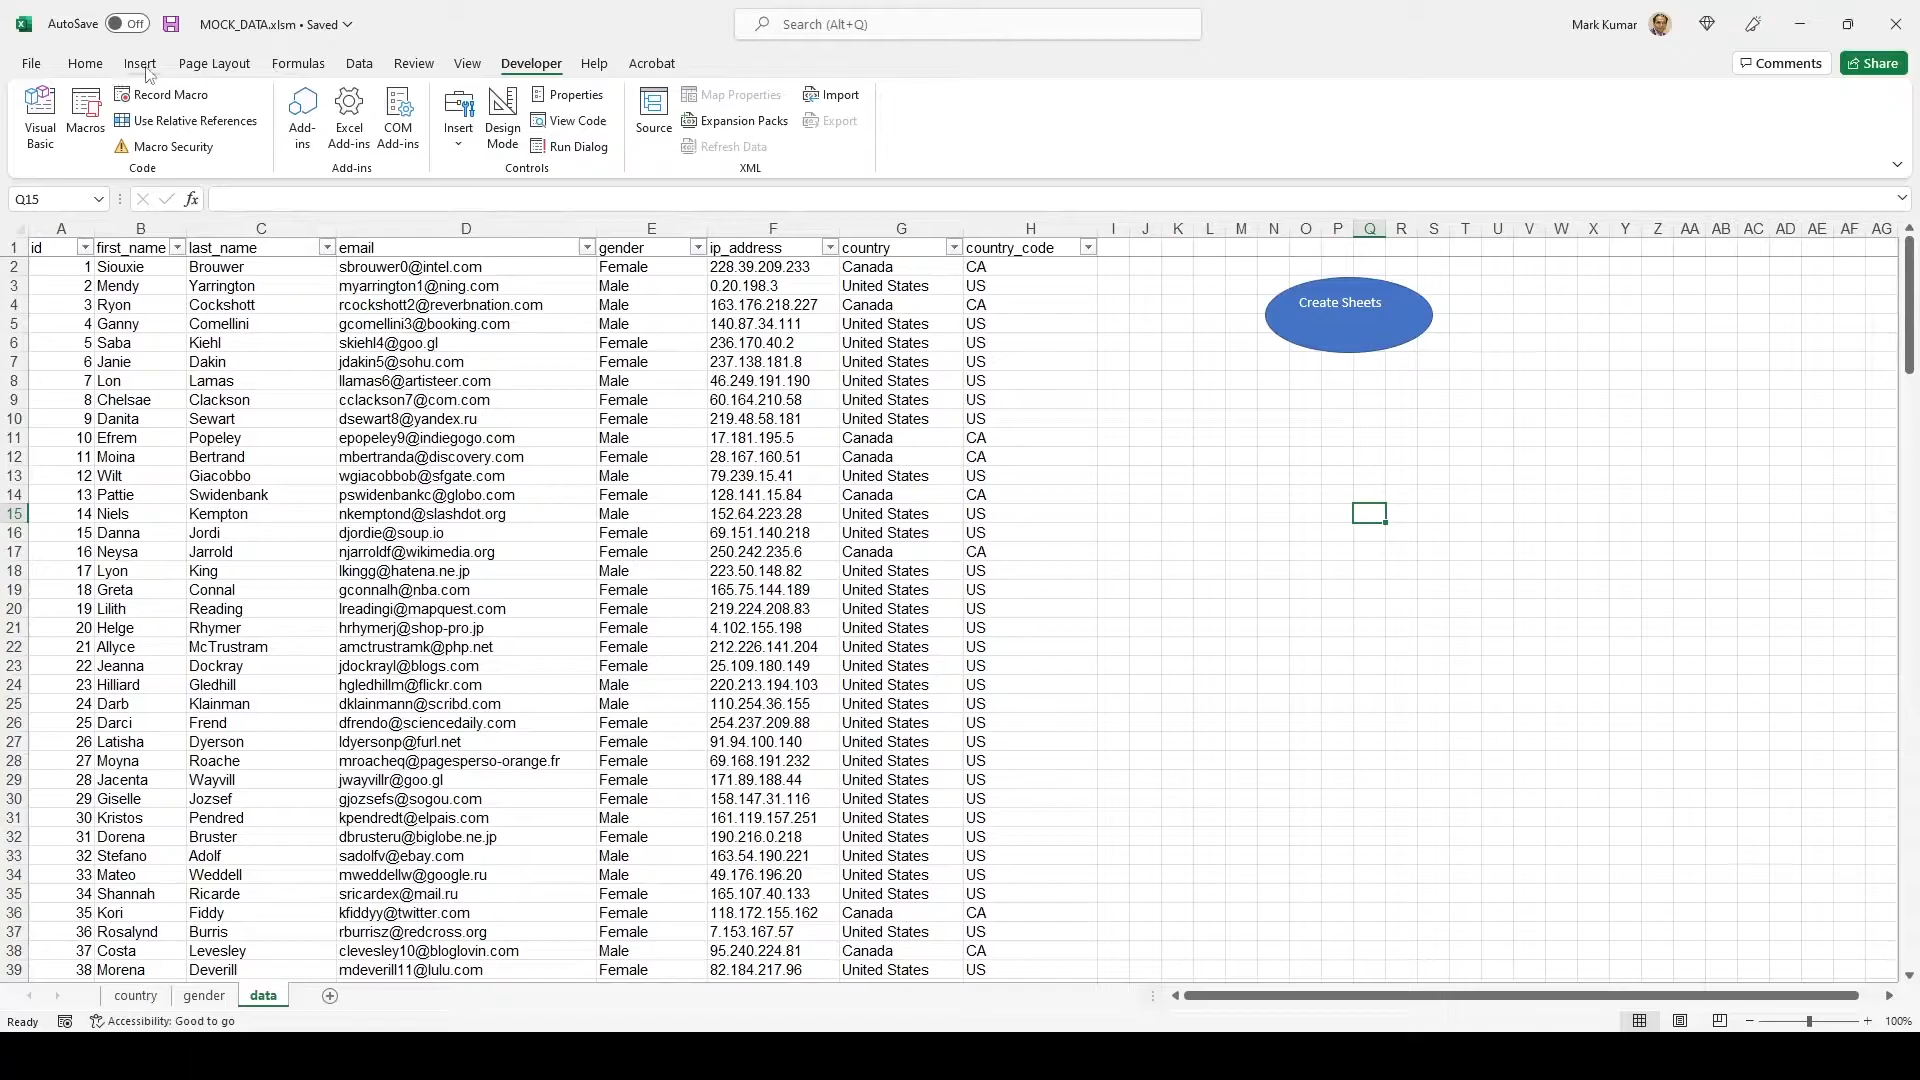 AutoSave Off MOCK_DATA.xlsm • Saved Search (Alt+Q) Mark Kumar
File Home Insert Page Layout Formulas Data Review View Developer Help Acrobat Comments Share
Visual Basic
Macros
Record Macro
Use Relative References
Macro Security
Code
Add-ins
Excel Add-ins
COM Add-ins
Add-ins
Insert
Design Mode
Properties
View Code
Run Dialog
Controls
Source
Map Properties
Expansion Packs
Refresh Data
Import
Export
XML
Q15 fx
A B C D E F G H I J K L M N O P Q R S T U V W X Y Z AA AB AC AD AE AF AG
1 id first_name last_name email gender ip_address country country_code
2 1 Siouxie Brouwer sbrouwer0@intel.com Female 228.39.209.233 Canada CA
3 2 Mendy Yarrington myarrington1@ning.com Male 0.20.198.3 United States US
4 3 Ryon Cockshott rcockshott2@reverbnation.com Male 163.176.218.227 Canada CA
Create Sheets
5 4 Ganny Comellini gcomellini3@booking.com Male 140.87.34.111 United States US
6 5 Saba Kiehl skiehl4@goo.gl Female 236.170.40.2 United States US
7 6 Janie Dakin jdakin5@sohu.com Female 237.138.181.8 United States US
8 7 Lon Lamas llamas6@artisteer.com Male 46.249.191.190 United States US
9 8 Chelsae Clackson cclackson7@com.com Female 60.164.210.58 United States US
10 9 Danita Sewart dsewart8@yandex.ru Female 219.48.58.181 United States US
11 10 Efrem Popeley epopeley9@indiegogo.com Male 17.181.195.5 Canada CA
12 11 Moina Bertrand mbertranda@discovery.com Female 28.167.160.51 Canada CA
13 12 Wilt Giacobbo wgiacobbob@sfgate.com Male 79.239.15.41 United States US
14 13 Pattie Swidenbank pswidenbankc@globo.com Female 128.141.15.84 Canada CA
15 14 Niels Kempton nkemptond@slashdot.org Male 152.64.223.28 United States US
16 15 Danna Jordi djordie@soup.io Female 69.151.140.218 United States US
17 16 Neysa Jarrold njarroldf@wikimedia.org Female 250.242.235.6 Canada CA
18 17 Lyon King lkingg@hatena.ne.jp Male 223.50.148.82 United States US
19 18 Greta Connal gconnalh@nba.com Female 165.75.144.189 United States US
20 19 Lilith Reading lreadingi@mapquest.com Female 219.224.208.83 United States US
21 20 Helge Rhymer hrhymerj@shop-pro.jp Female 4.102.155.198 United States US
22 21 Allyce McTrustram amctrustramk@php.net Female 212.226.141.204 United States US
23 22 Jeanna Dockray jdockrayl@blogs.com Female 25.109.180.149 United States US
24 23 Hilliard Gledhill hgledhillm@flickr.com Male 220.213.194.103 United States US
25 24 Darb Klainman dklainmann@scribd.com Male 110.254.36.155 United States US
26 25 Darci Frend dfrendo@sciencedaily.com Female 254.237.209.88 United States US
27 26 Latisha Dyerson ldyersonp@furl.net Female 91.94.100.140 United States US
28 27 Moyna Roache mroacheq@pagesperso-orange.fr Female 69.168.191.232 United States US
29 28 Jacenta Wayvill jwayvillr@goo.gl Female 171.89.188.44 United States US
30 29 Giselle Jozsef gjozsefs@sogou.com Female 158.147.31.116 United States US
31 30 Kristos Pendred kpendredt@elpais.com Male 161.119.157.251 United States US
32 31 Dorena Bruster dbrusteru@biglobe.ne.jp Female 190.216.0.218 United States US
33 32 Stefano Adolf sadolfv@ebay.com Male 163.54.190.221 United States US
34 33 Mateo Weddell mweddellw@google.ru Male 49.176.196.20 United States US
35 34 Shannah Ricarde sricardex@mail.ru Female 165.107.40.133 United States US
36 35 Kori Fiddy kfiddyy@twitter.com Female 118.172.155.162 Canada CA
37 36 Rosalynd Burris rburrisz@redcross.org Female 7.153.167.57 United States US
38 37 Costa Levesley clevesley10@bloglovin.com Male 95.240.224.81 Canada CA
39 38 Morena Deverill mdeverill11@lulu.com Female 82.184.217.96 United States US
country gender data
Ready Accessibility: Good to go 100%